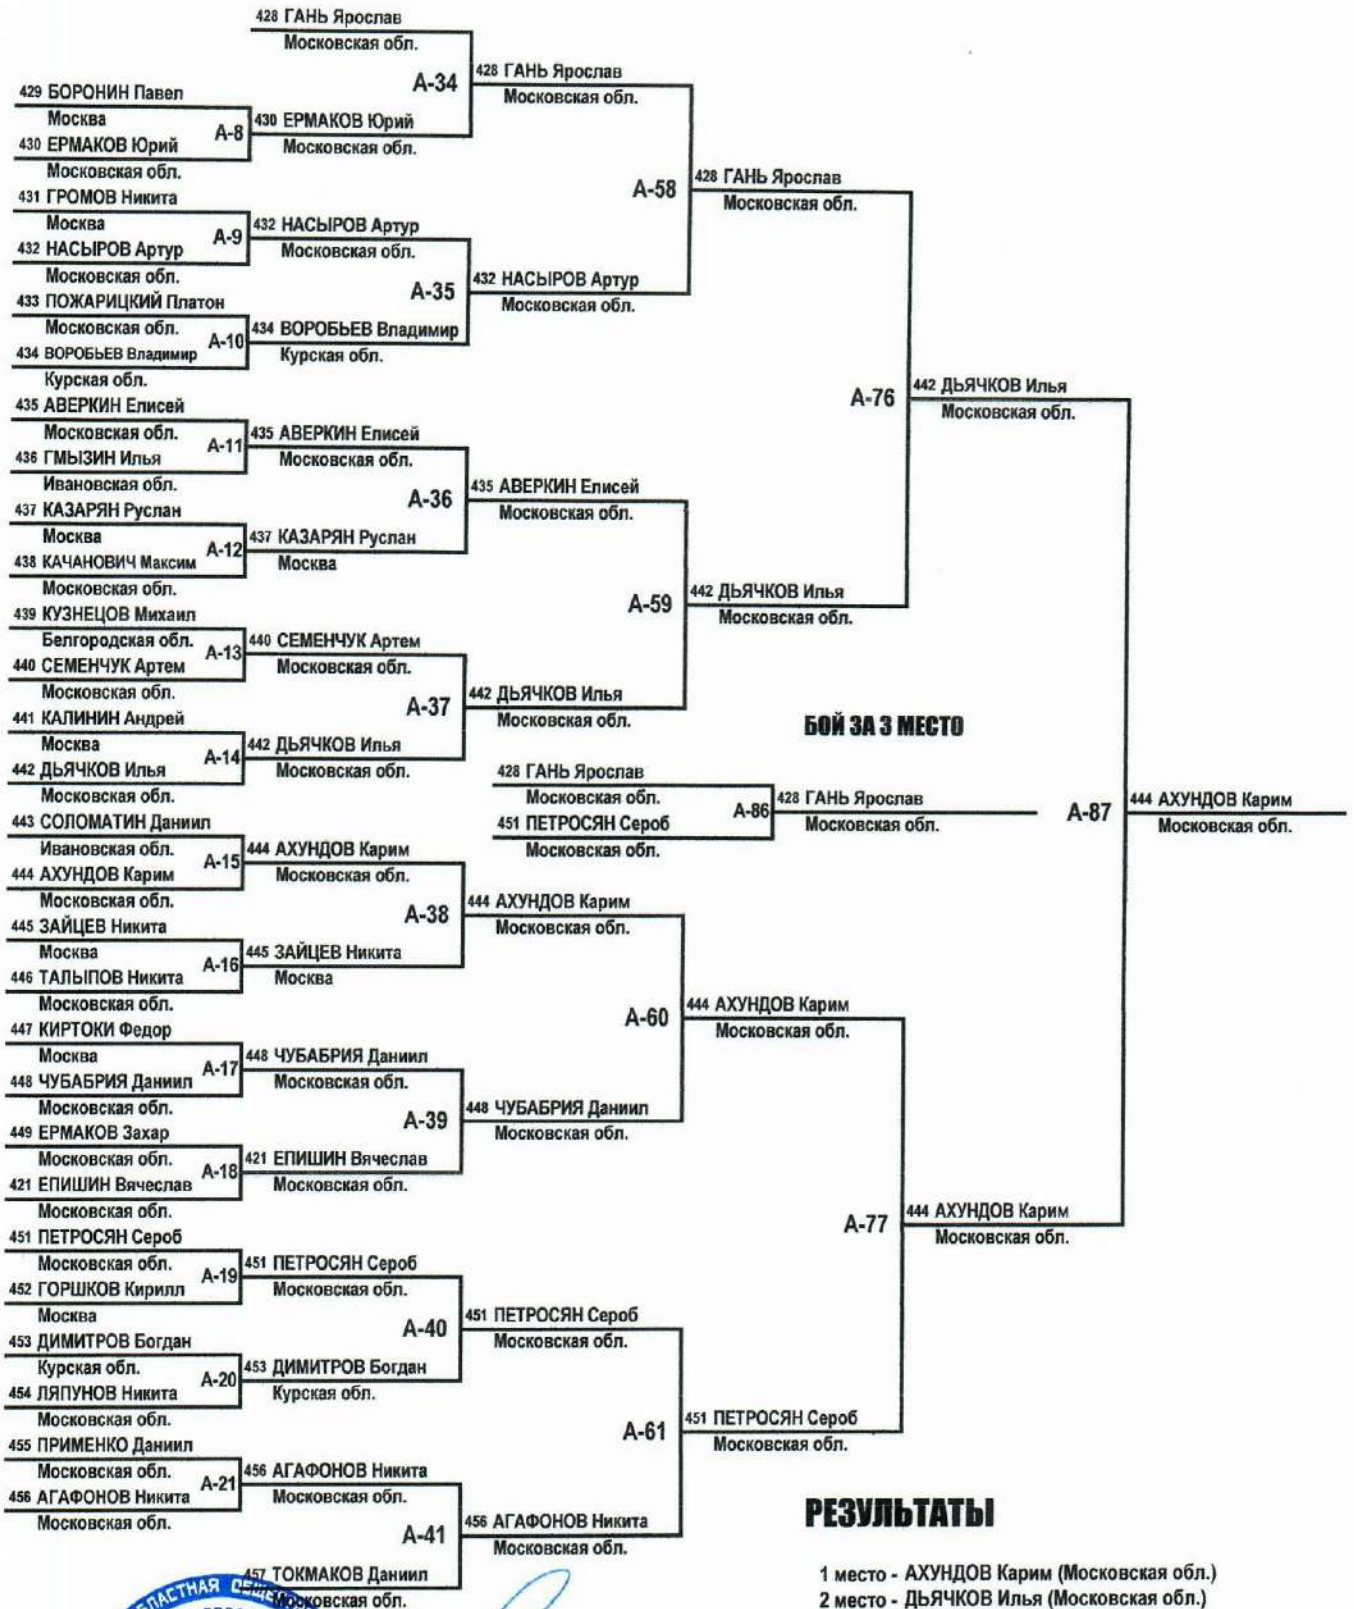 428 ГАНЬ Ярослав
Московская обл.
А-34
428 ГАНЬ Ярослав
Московская обл.
429 БОРОНИН Павел
Москва
А-8
430 ЕРМАКОВ Юрий
Московская обл.
430 ЕРМАКОВ Юрий
Московская обл.
А-58
428 ГАНЬ Ярослав
Московская обл.
431 ГРОМОВ Никита
Москва
А-9
432 НАСЫРОВ Артур
Московская обл.
432 НАСЫРОВ Артур
Московская обл.
А-35
432 НАСЫРОВ Артур
Московская обл.
433 ПОЖАРИЦКИЙ Платон
Московская обл.
А-10
434 ВОРОБЬЕВ Владимир
Курская обл.
434 ВОРОБЬЕВ Владимир
Курская обл.
А-76
442 ДЬЯЧКОВ Илья
Московская обл.
435 АВЕРКИН Елисей
Московская обл.
А-11
436 ГМЫЗИН Илья
Ивановская обл.
435 АВЕРКИН Елисей
Московская обл.
А-36
435 АВЕРКИН Елисей
Московская обл.
437 КАЗАРЯН Руслан
Москва
А-12
438 КАЧАНОВИЧ Максим
Московская обл.
437 КАЗАРЯН Руслан
Москва
А-59
442 ДЬЯЧКОВ Илья
Московская обл.
439 КУЗНЕЦОВ Михаил
Белгородская обл.
А-13
440 СЕМЕНЧУК Артем
Московская обл.
440 СЕМЕНЧУК Артем
Московская обл.
А-37
442 ДЬЯЧКОВ Илья
Московская обл.
441 КАЛИНИН Андрей
Москва
А-14
442 ДЬЯЧКОВ Илья
Московская обл.
442 ДЬЯЧКОВ Илья
Московская обл.
БОЙ ЗА 3 МЕСТО
428 ГАНЬ Ярослав
Московская обл.
А-86
451 ПЕТРОСЯН Сероб
Московская обл.
428 ГАНЬ Ярослав
Московская обл.
А-87
444 АХУНДОВ Карим
Московская обл.
443 СОЛОМАТИН Даниил
Ивановская обл.
А-15
444 АХУНДОВ Карим
Московская обл.
444 АХУНДОВ Карим
Московская обл.
А-38
444 АХУНДОВ Карим
Московская обл.
445 ЗАЙЦЕВ Никита
Москва
А-16
446 ТАЛЫПОВ Никита
Московская обл.
445 ЗАЙЦЕВ Никита
Москва
А-60
444 АХУНДОВ Карим
Московская обл.
447 КИРТОКИ Федор
Москва
А-17
448 ЧУБАБРИЯ Даниил
Московская обл.
448 ЧУБАБРИЯ Даниил
Московская обл.
А-39
448 ЧУБАБРИЯ Даниил
Московская обл.
449 ЕРМАКОВ Захар
Московская обл.
А-18
421 ЕПИШИН Вячеслав
Московская обл.
421 ЕПИШИН Вячеслав
Московская обл.
А-77
444 АХУНДОВ Карим
Московская обл.
451 ПЕТРОСЯН Сероб
Московская обл.
А-19
452 ГОРШКОВ Кирилл
Москва
451 ПЕТРОСЯН Сероб
Московская обл.
А-40
451 ПЕТРОСЯН Сероб
Московская обл.
453 ДИМИТРОВ Богдан
Курская обл.
А-20
454 ЛЯПУНОВ Никита
Московская обл.
453 ДИМИТРОВ Богдан
Курская обл.
А-61
451 ПЕТРОСЯН Сероб
Московская обл.
455 ПРИМЕНКО Даниил
Московская обл.
А-21
456 АГАФОНОВ Никита
Московская обл.
456 АГАФОНОВ Никита
Московская обл.
А-41
456 АГАФОНОВ Никита
Московская обл.
457 ТОКМАКОВ Даниил
Московская обл.
РЕЗУЛЬТАТЫ
1 место - АХУНДОВ Карим (Московская обл.)
2 место - ДЬЯЧКОВ Илья (Московская обл.)